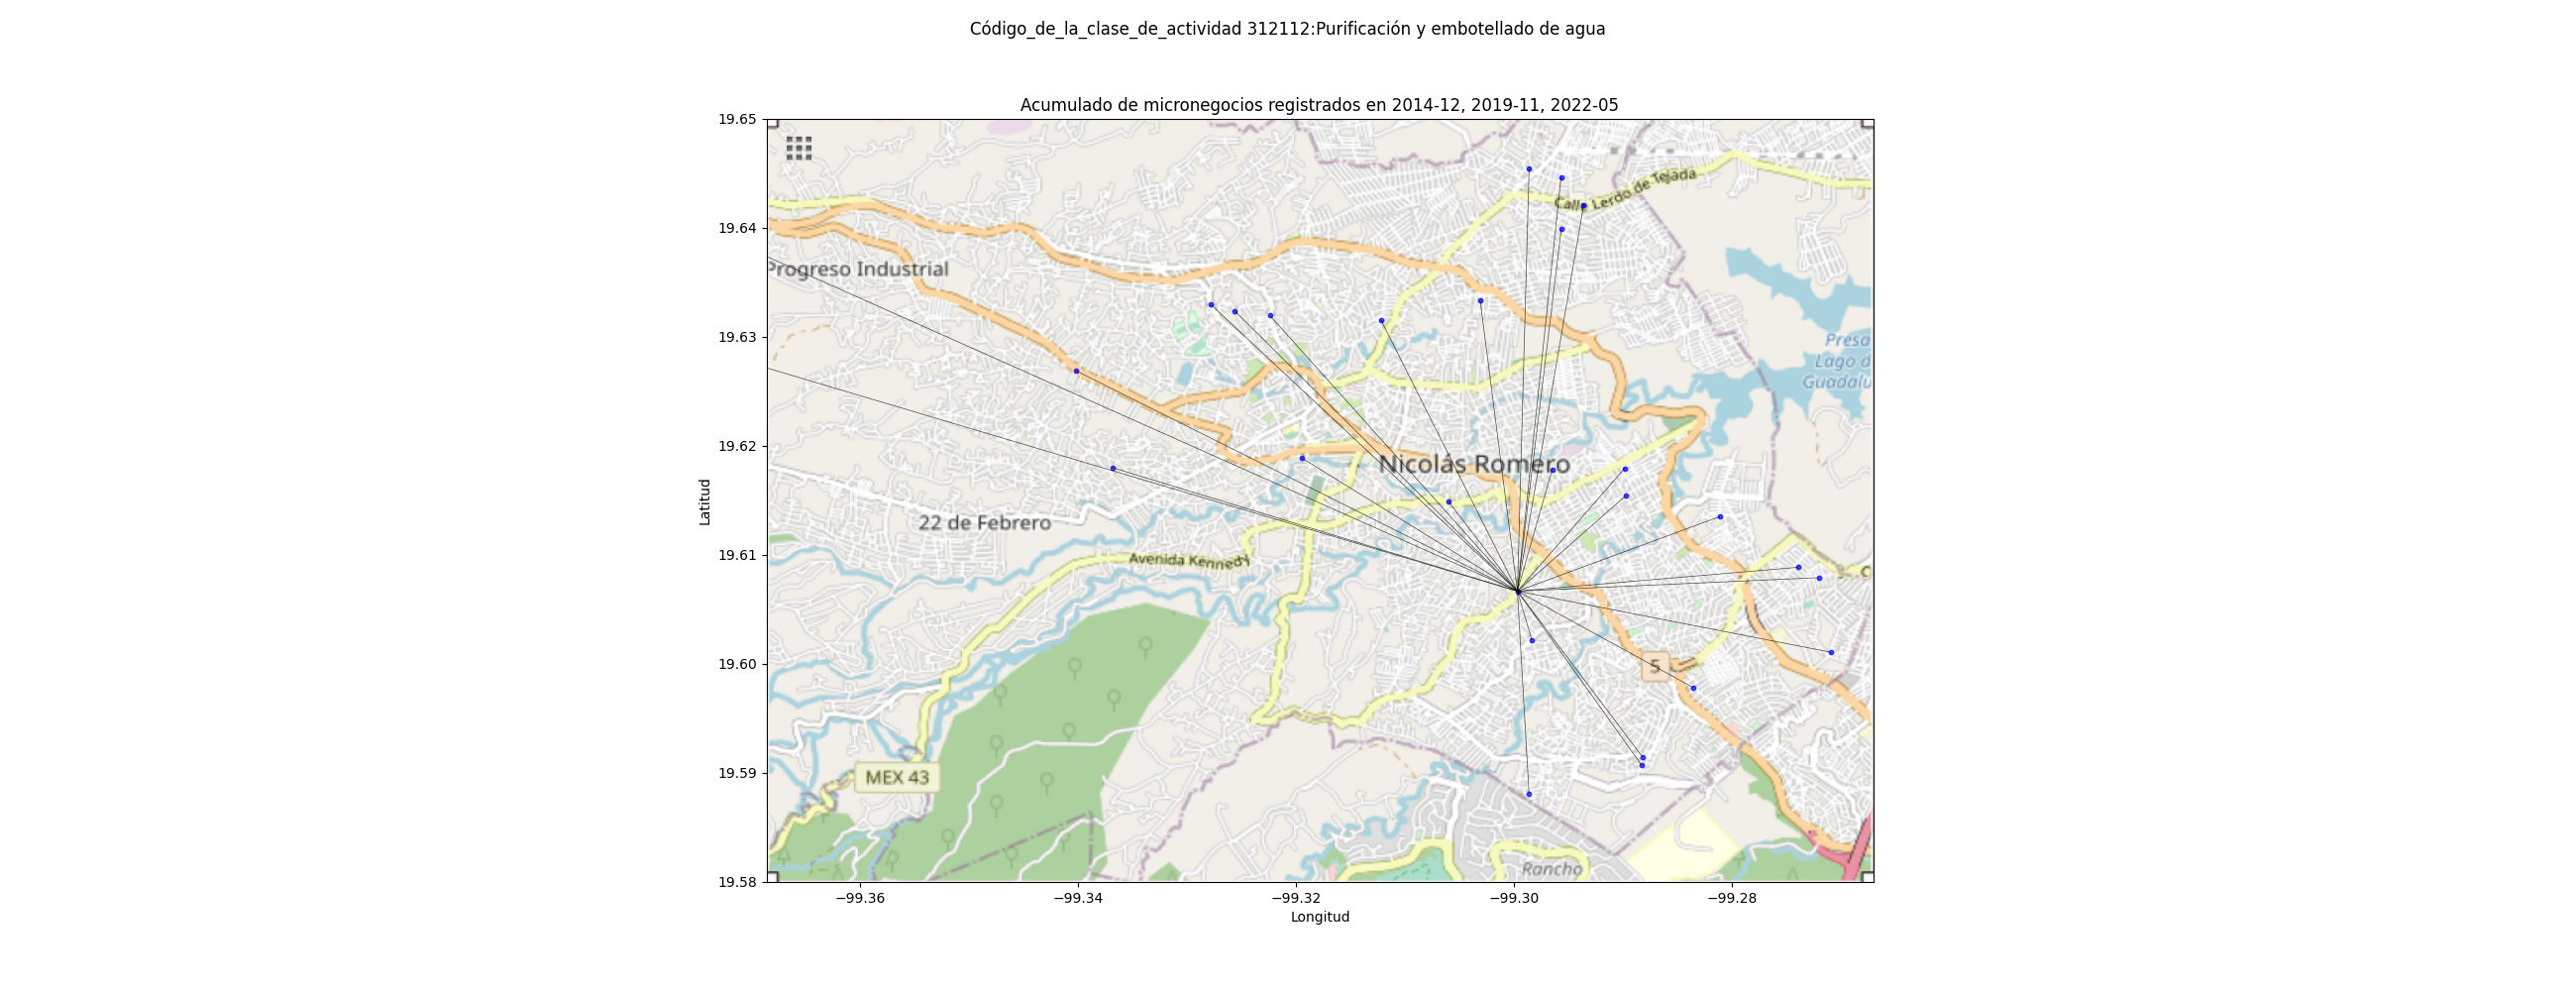 Código_de_la_clase_de_actividad 312112:Purificación y embotellado de agua
Acumulado de micronegocios registrados en 2014-12, 2019-11, 2022-05
19.65
19.64
19.63
19.62
19.61
19.60
19.59
19.58
Latitud
Calle Lerdo de Tejada
Progreso Industrial
Presa
Lago d
Guadalu
Nicolás Romero
22 de Febrero
Avenida Kennedy
C
5
MEX 43
Rancho
−99.36
−99.34
−99.32
−99.30
−99.28
Longitud